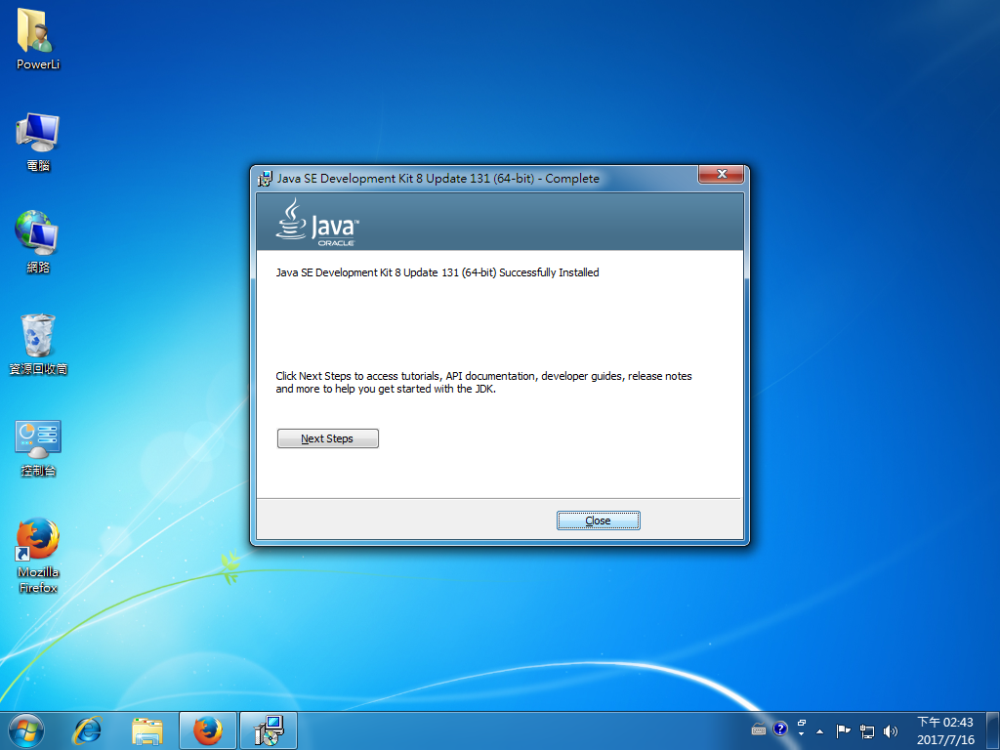 PowerLi
電腦
網路
資源回收筒
控制台
Mozilla
Firefox
Java SE Development Kit 8 Update 131 (64-bit) - Complete
Java™
ORACLE
Java SE Development Kit 8 Update 131 (64-bit) Successfully Installed
Click Next Steps to access tutorials, API documentation, developer guides, release notes
and more to help you get started with the JDK.
Next Steps
Close
下午 02:43
2017/7/16